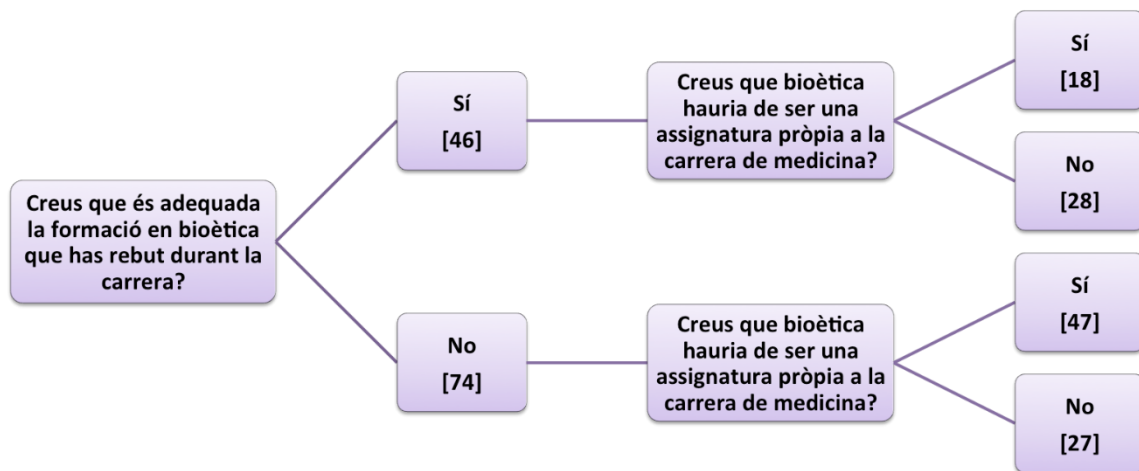 Creus que és adequada
la formació en bioètica
que has rebut durant la
carrera?
Sí
[46]
Creus que bioètica
hauria de ser una
assignatura pròpia a la
carrera de medicina?
Sí
[18]
No
[28]
No
[74]
Creus que bioètica
hauria de ser una
assignatura pròpia a la
carrera de medicina?
Sí
[47]
No
[27]